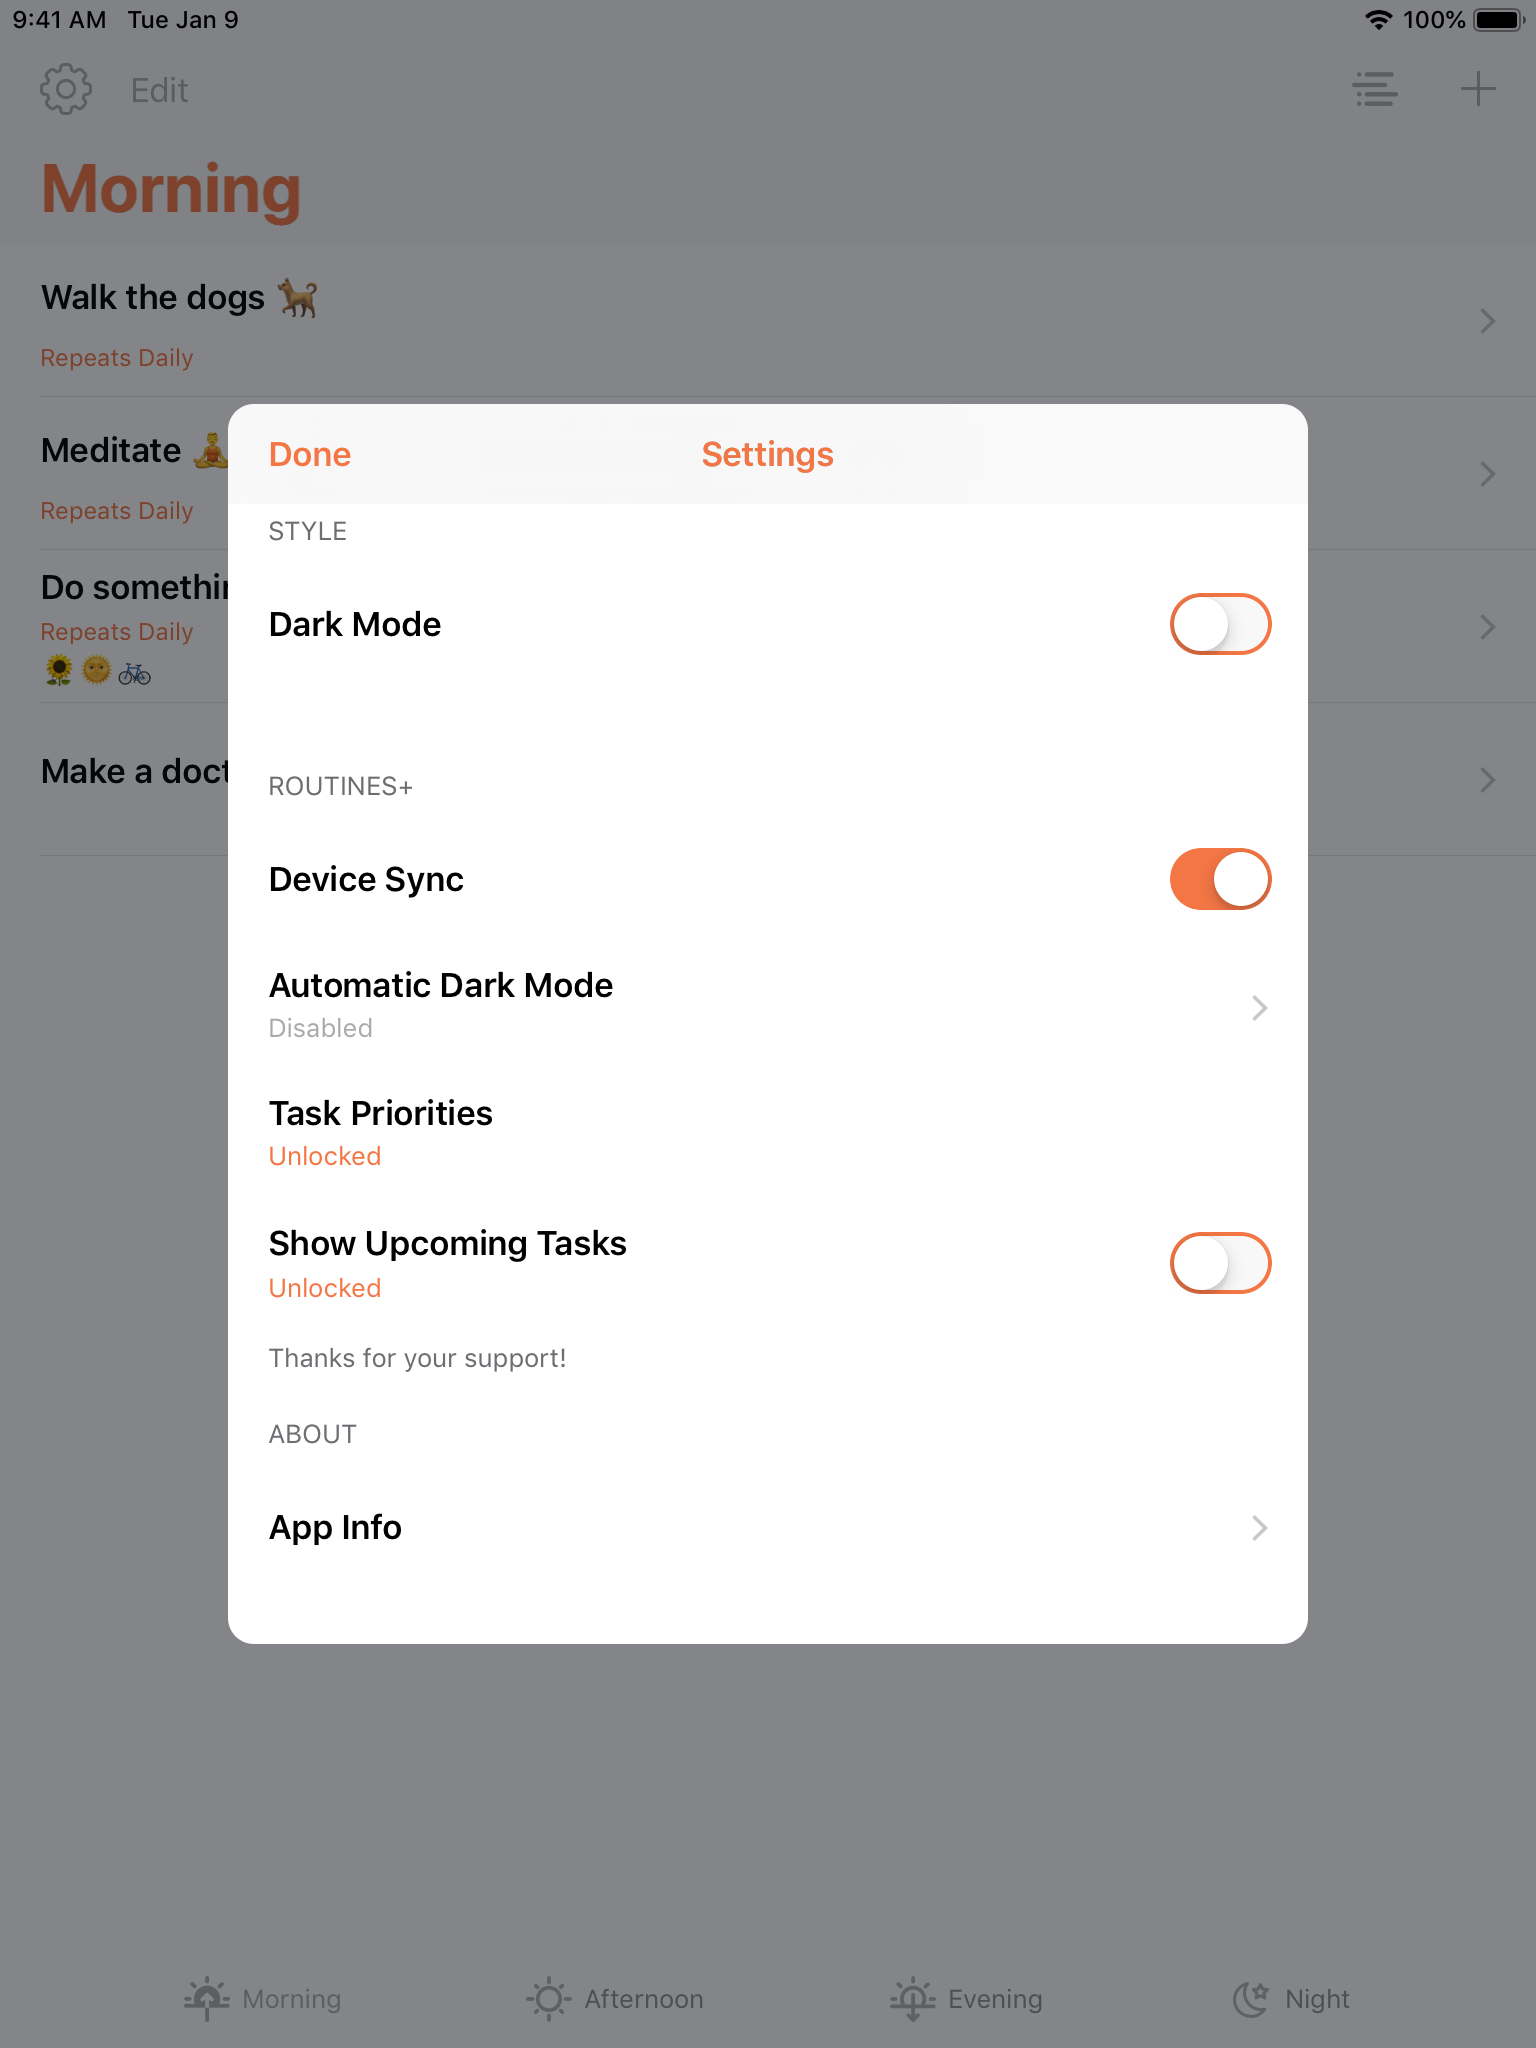 9:41 AM Tue Jan 9 100%
Edit
Morning
Walk the dogs
Repeats Daily
Meditate
Repeats Daily
Do
Repeats Daily
Make a
Done Settings
STYLE
Dark Mode
ROUTINES+
Device Sync
Automatic Dark Mode
Disabled
Task Priorities
Unlocked
Show Upcoming Tasks
Unlocked
Thanks for your support!
ABOUT
App Info
Morning Afternoon Evening Night